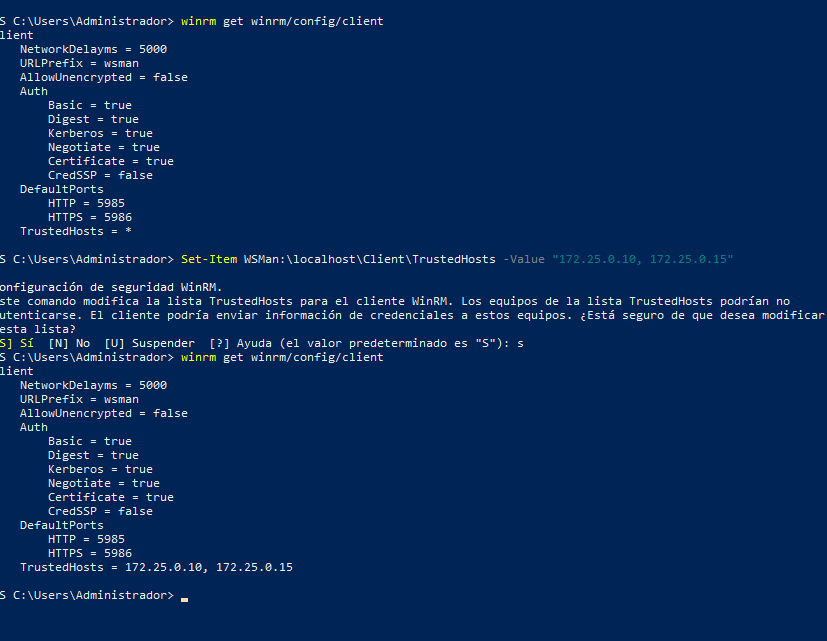 S C:\Users\Administrador> winrm get winrm/config/client
lient
NetworkDelayms = 5000
URLPrefix = wsman
AllowUnencrypted = false
Auth
Basic = true
Digest = true
Kerberos = true
Negotiate = true
Certificate = true
CredSSP = false
DefaultPorts
HTTP = 5985
HTTPS = 5986
TrustedHosts = *
S C:\Users\Administrador> Set-Item WSMan:\localhost\Client\TrustedHosts -Value "172.25.0.10, 172.25.0.15"
onfiguración de seguridad WinRM.
ste comando modifica la lista TrustedHosts para el cliente WinRM. Los equipos de la lista TrustedHosts podrían no
utenticarse. El cliente podría enviar información de credenciales a estos equipos. ¿Está seguro de que desea modificar
esta lista?
S] Sí  [N] No  [U] Suspender  [?] Ayuda (el valor predeterminado es "S"): s
S C:\Users\Administrador> winrm get winrm/config/client
lient
NetworkDelayms = 5000
URLPrefix = wsman
AllowUnencrypted = false
Auth
Basic = true
Digest = true
Kerberos = true
Negotiate = true
Certificate = true
CredSSP = false
DefaultPorts
HTTP = 5985
HTTPS = 5986
TrustedHosts = 172.25.0.10, 172.25.0.15
S C:\Users\Administrador>